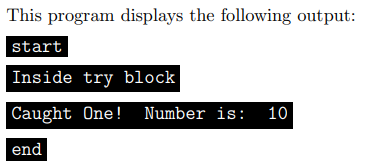 This program displays the following output:
start
Inside try block
Caught One!  Number is:  10
end